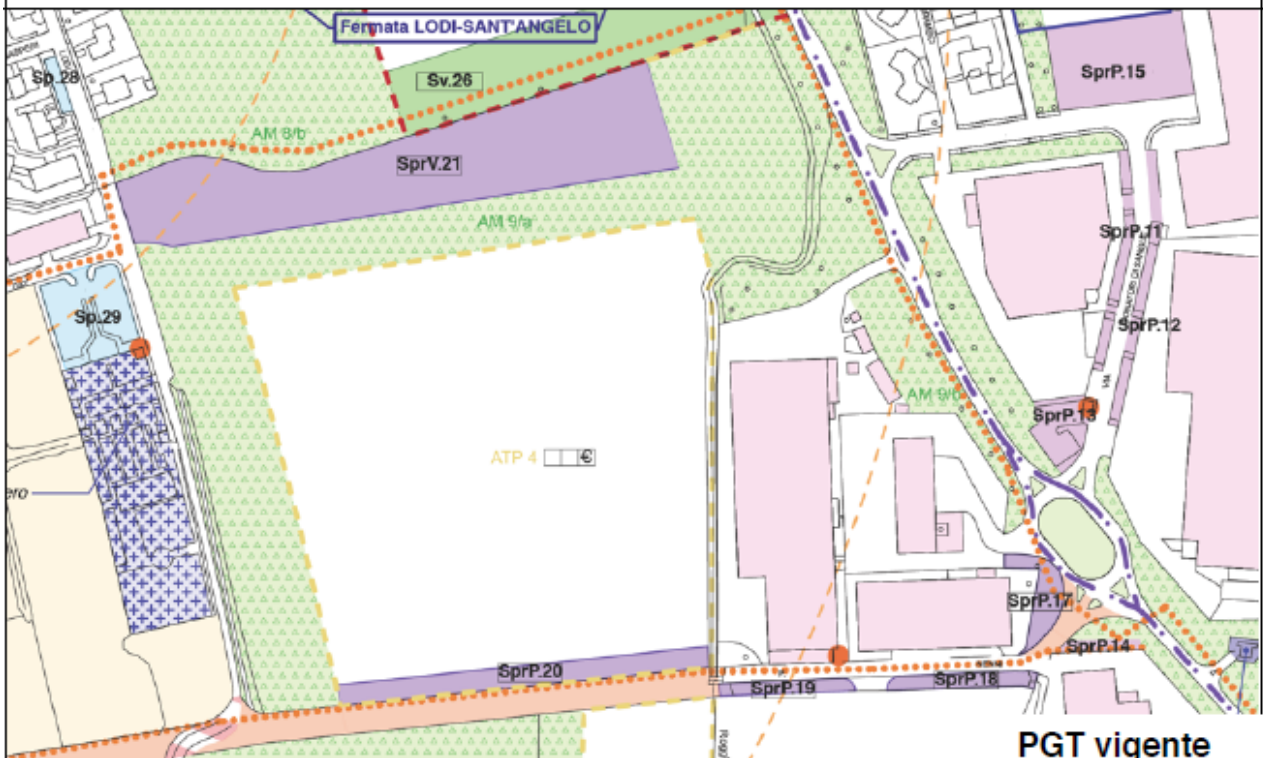 Fermata LODI-SANT'ANGELO
Sp.28
Sv.26
SprP.15
AM 8/b
SprV.21
AM 9/a
SprP.11
Sp.29
SprP.12
AM 9/b
SprP.13
VIA
ATP 4 €
ero
SprP.17
SprP.14
SprP.20
SprP.19
SprP.18
PGT vigente